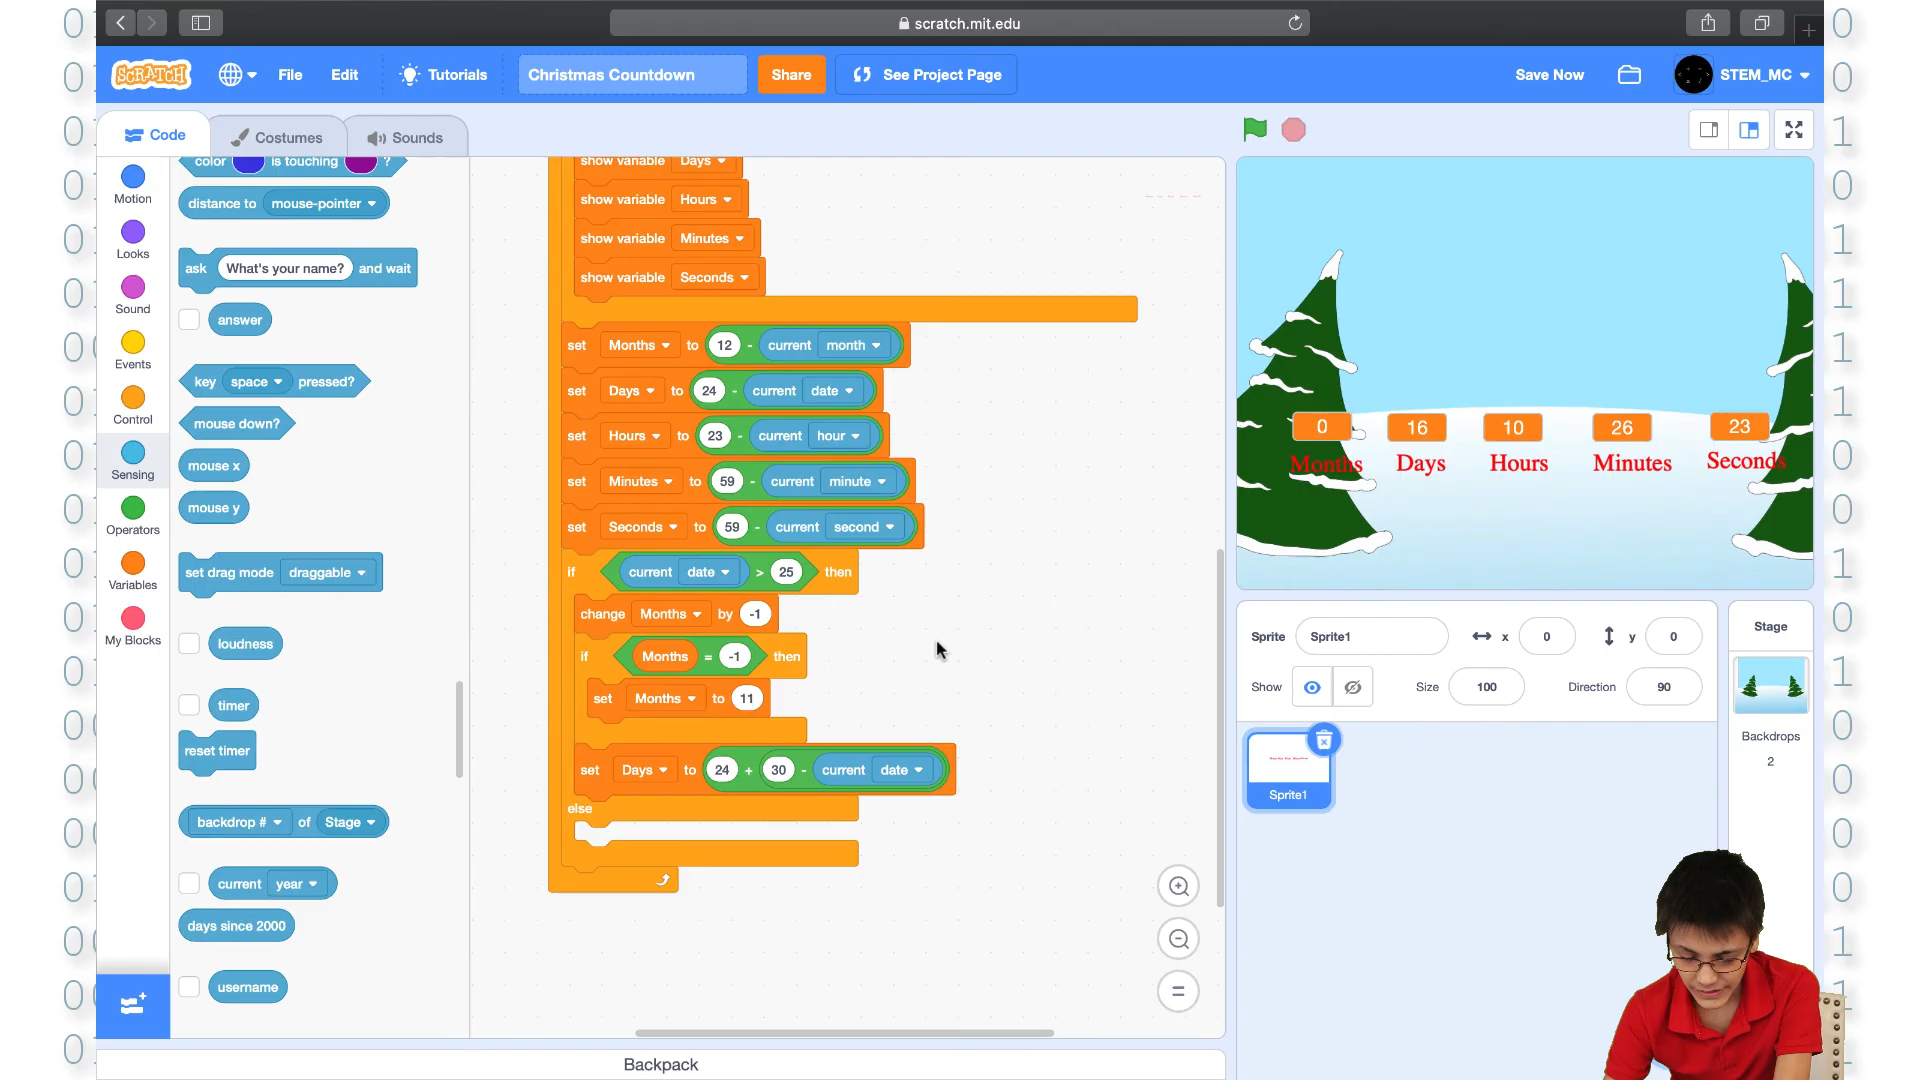 scratch.mit.edu
SCRATCH
File
Edit
Tutorials
Christmas Countdown
Share
See Project Page
Save Now
STEM_MC
Code
Costumes
Sounds
Motion
Looks
Sound
Events
Control
Sensing
Operators
Variables
My Blocks
color is touching ?
distance to mouse-pointer
ask What's your name? and wait
answer
key space pressed?
mouse down?
mouse x
mouse y
set drag mode draggable
loudness
timer
reset timer
backdrop # of Stage
current year
days since 2000
username
show variable Days
show variable Hours
show variable Minutes
show variable Seconds
set Months to 12 - current month
set Days to 24 - current date
set Hours to 23 - current hour
set Minutes to 59 - current minute
set Seconds to 59 - current second
if current date > 25 then
change Months by -1
if Months = -1 then
set Months to 11
set Days to 24 + 30 - current date
else
Backpack
0 16 10 26 23
Months Days Hours Minutes Seconds
Sprite Sprite1 x 0 y 0
Show Size 100 Direction 90
Sprite1
Stage
Backdrops
2